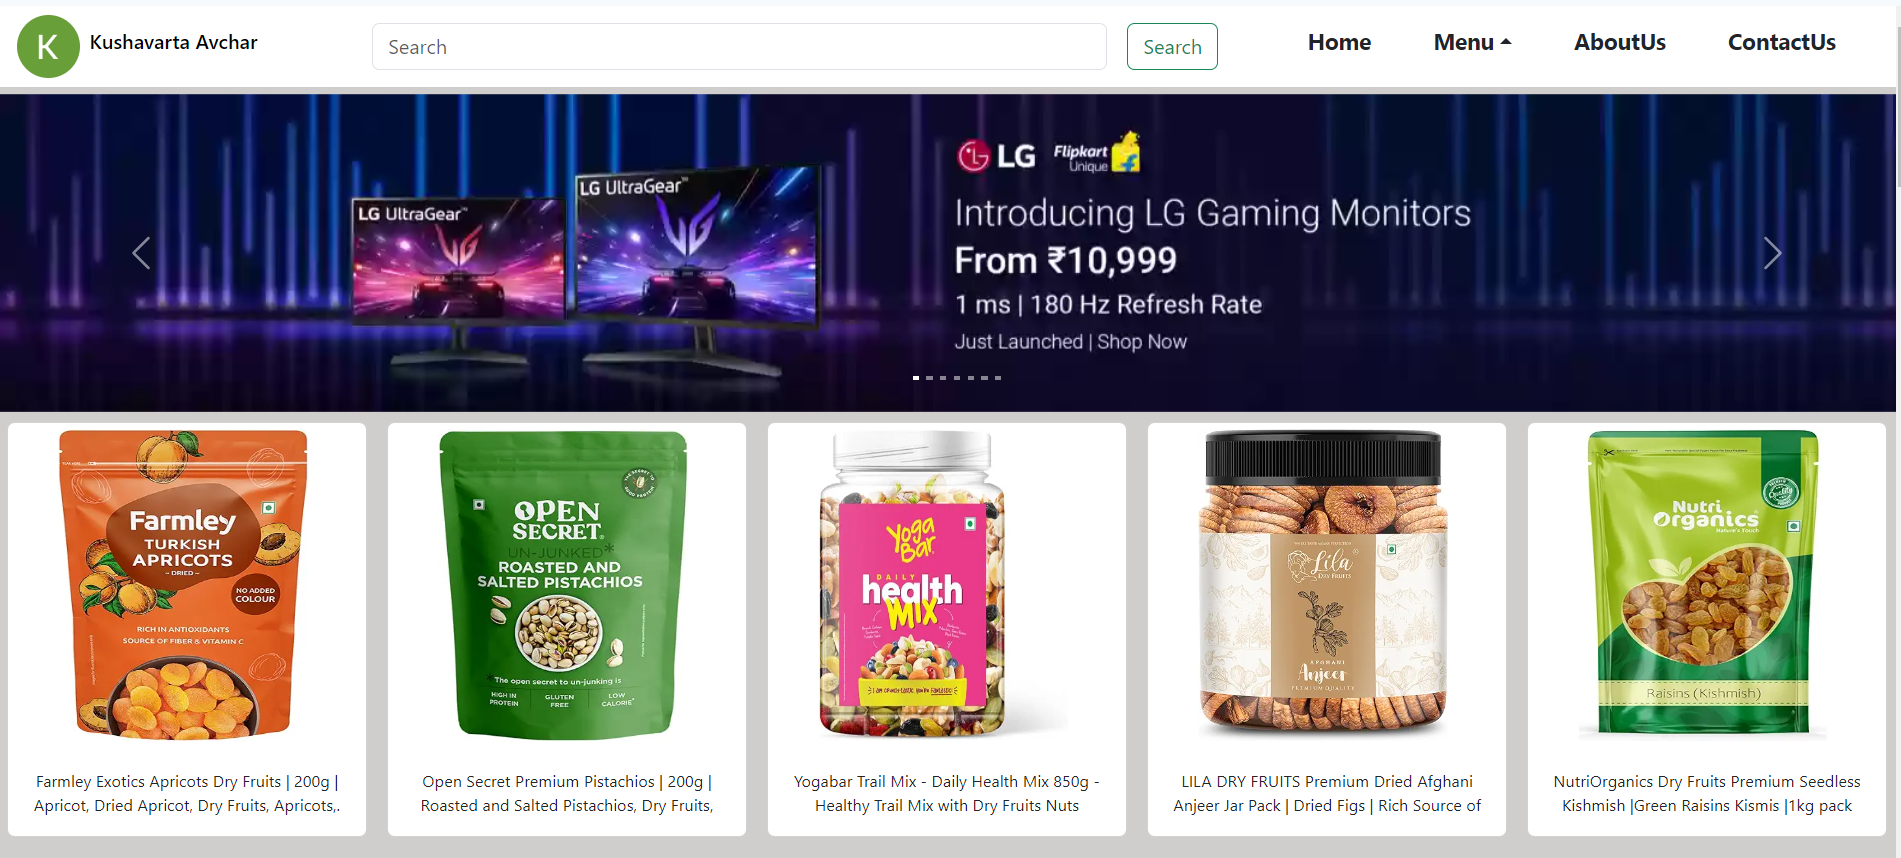 K Kushavarta Avchar
Search
Search
Home
Menu
AboutUs
ContactUs
LG UltraGear™
LG UltraGear™
LG Flipkart Unique
Introducing LG Gaming Monitors
From ₹10,999
1 ms | 180 Hz Refresh Rate
Just Launched | Shop Now
Farmley
TURKISH
APRICOTS
– DRIED –
NO ADDED
COLOUR
RICH IN ANTIOXIDANTS
SOURCE OF FIBER & VITAMIN C
Farmley Exotics Apricots Dry Fruits | 200g |
Apricot, Dried Apricot, Dry Fruits, Apricots,.
OPEN
SECRET®
UN-JUNKED*
ROASTED AND
SALTED PISTACHIOS
*The open secret to un-junking is
HIGH IN
PROTEIN
GLUTEN
FREE
LOW
CALORIE*
Open Secret Premium Pistachios | 200g |
Roasted and Salted Pistachios, Dry Fruits,
Yoga
Bar
DAILY
health
MIX
Yogabar Trail Mix - Daily Health Mix 850g -
Healthy Trail Mix with Dry Fruits Nuts
Lila
DRY FRUITS
AFGHANI
Anjeer
PREMIUM QUALITY
LILA DRY FRUITS Premium Dried Afghani
Anjeer Jar Pack | Dried Figs | Rich Source of
Nutri
Organics
Nature's Touch
Quality
Raisins (Kishmish)
NutriOrganics Dry Fruits Premium Seedless
Kishmish |Green Raisins Kismis |1kg pack